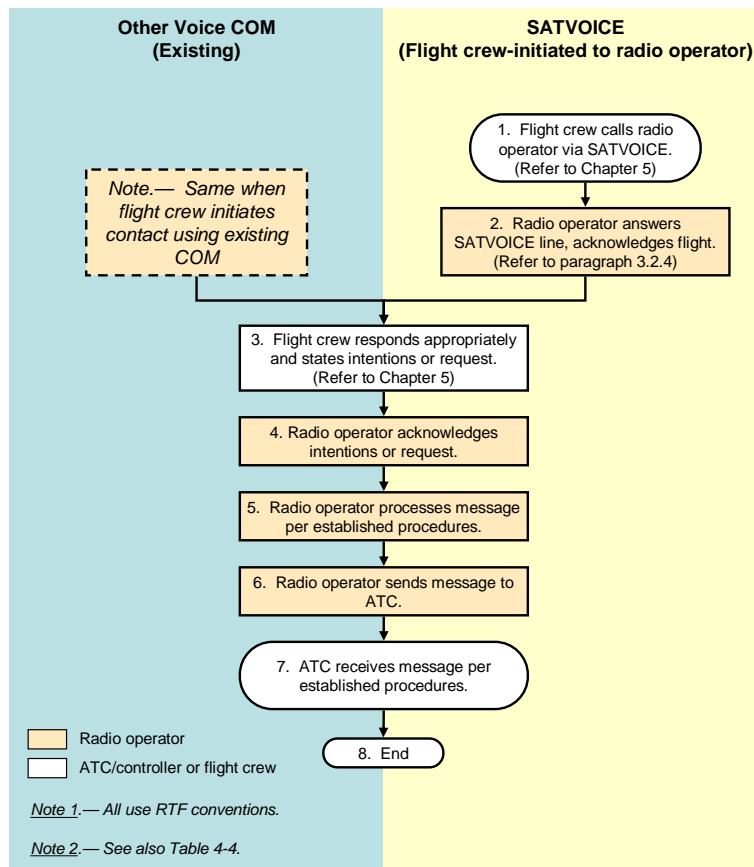 Other Voice COM
(Existing)
SATVOICE
(Flight crew-initiated to radio operator)
1. Flight crew calls radio
operator via SATVOICE.
(Refer to Chapter 5)
Note.— Same when
flight crew initiates
contact using existing
COM
2. Radio operator answers
SATVOICE line, acknowledges flight.
(Refer to paragraph 3.2.4)
3. Flight crew responds appropriately
and states intentions or request.
(Refer to Chapter 5)
4. Radio operator acknowledges
intentions or request.
5. Radio operator processes message
per established procedures.
6. Radio operator sends message to
ATC.
7. ATC receives message per
established procedures.
8. End
Radio operator
ATC/controller or flight crew
Note 1.— All use RTF conventions.
Note 2.— See also Table 4-4.